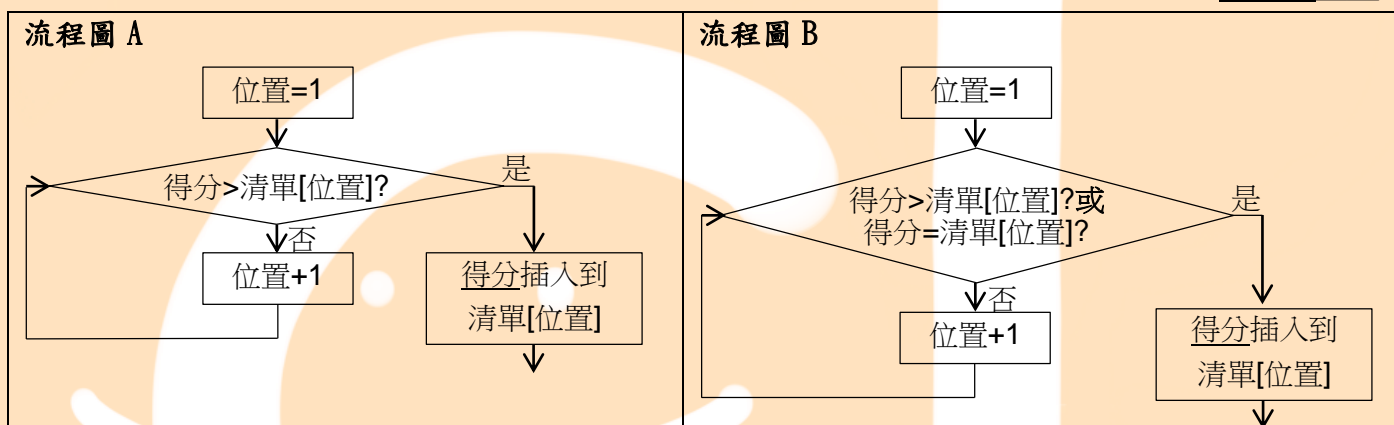 流程圖 A
位置=1
得分>清單[位置]?
是
否
位置+1
得分插入到
清單[位置]
流程圖 B
位置=1
得分>清單[位置]?或
得分=清單[位置]?
是
否
位置+1
得分插入到
清單[位置]